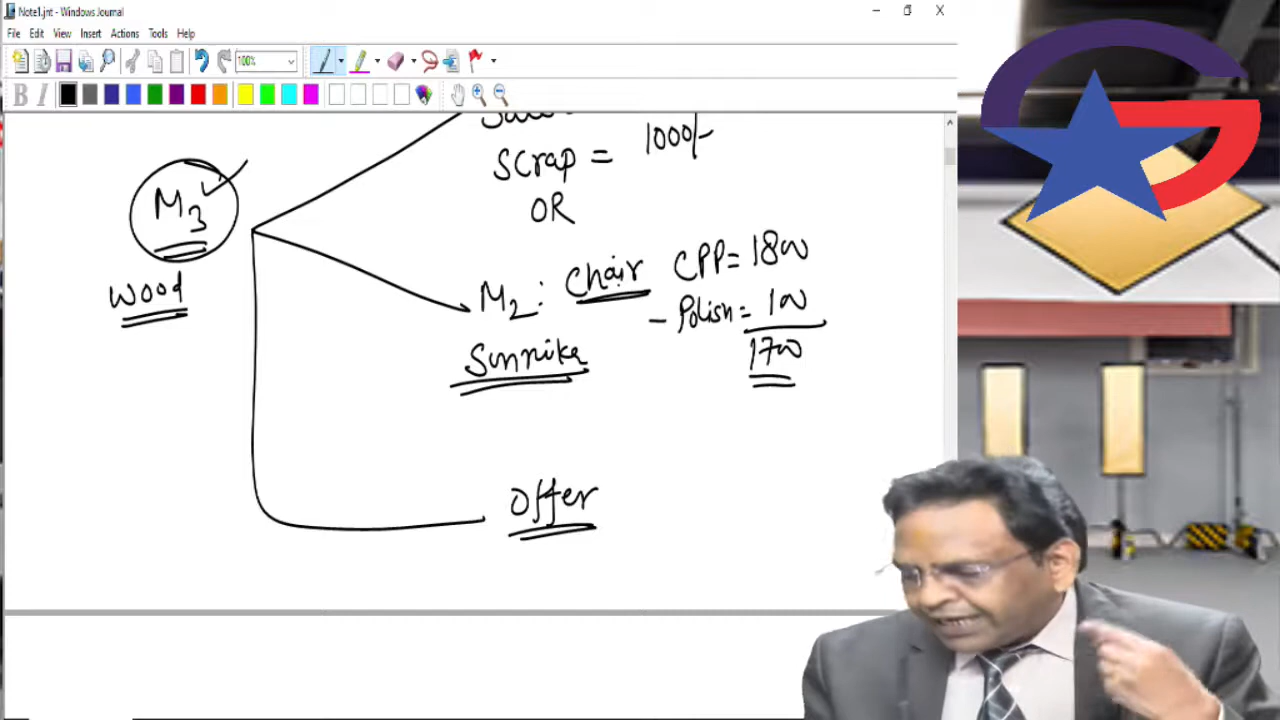 Note1.jnt - Windows Journal
File Edit View Insert Actions Tools Help
100%
B I
Scrap = 1000/-
OR
M3
Wood
M2 : Chair CPP = 1800
- Polish = 100
1700
Offer